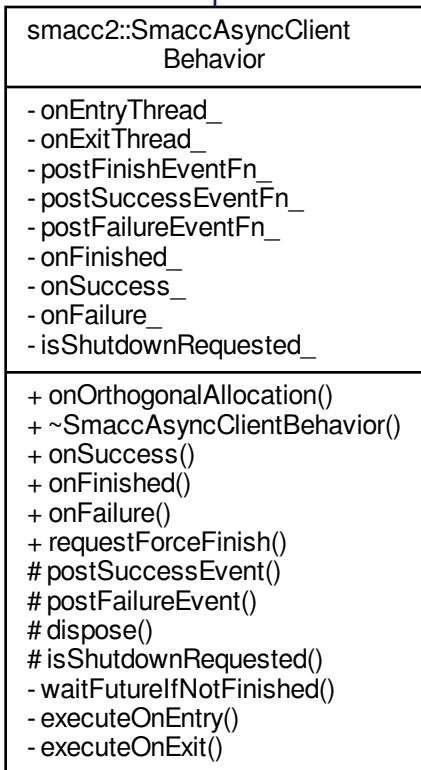 smacc2::SmaccAsyncClient
Behavior
- onEntryThread_
- onExitThread_
- postFinishEventFn_
- postSuccessEventFn_
- postFailureEventFn_
- onFinished_
- onSuccess_
- onFailure_
- isShutdownRequested_
+ onOrthogonalAllocation()
+ ~SmaccAsyncClientBehavior()
+ onSuccess()
+ onFinished()
+ onFailure()
+ requestForceFinish()
# postSuccessEvent()
# postFailureEvent()
# dispose()
# isShutdownRequested()
- waitFutureIfNotFinished()
- executeOnEntry()
- executeOnExit()